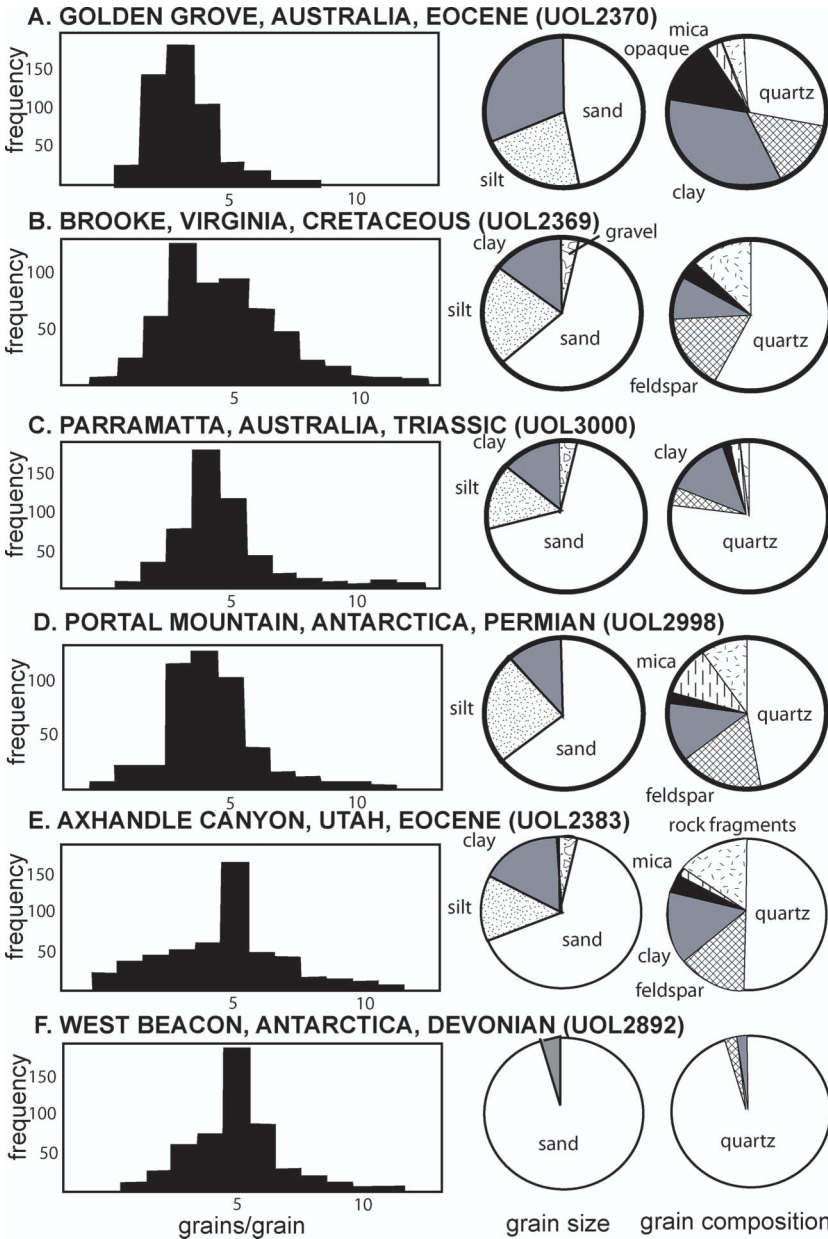 A. GOLDEN GROVE, AUSTRALIA, EOCENE (UOL2370)
frequency
150
100
50
5
10
silt
sand
mica
opaque
quartz
clay
B. BROOKE, VIRGINIA, CRETACEOUS (UOL2369)
frequency
100
50
5
10
clay
gravel
silt
sand
quartz
feldspar
C. PARRAMATTA, AUSTRALIA, TRIASSIC (UOL3000)
frequency
150
100
50
5
10
clay
silt
sand
clay
quartz
D. PORTAL MOUNTAIN, ANTARCTICA, PERMIAN (UOL2998)
frequency
100
50
5
10
silt
sand
mica
quartz
feldspar
E. AXHANDLE CANYON, UTAH, EOCENE (UOL2383)
frequency
150
100
50
5
10
clay
silt
sand
rock fragments
mica
quartz
clay
feldspar
F. WEST BEACON, ANTARCTICA, DEVONIAN (UOL2892)
frequency
150
100
50
5
10
grains/grain
sand
grain size
quartz
grain composition